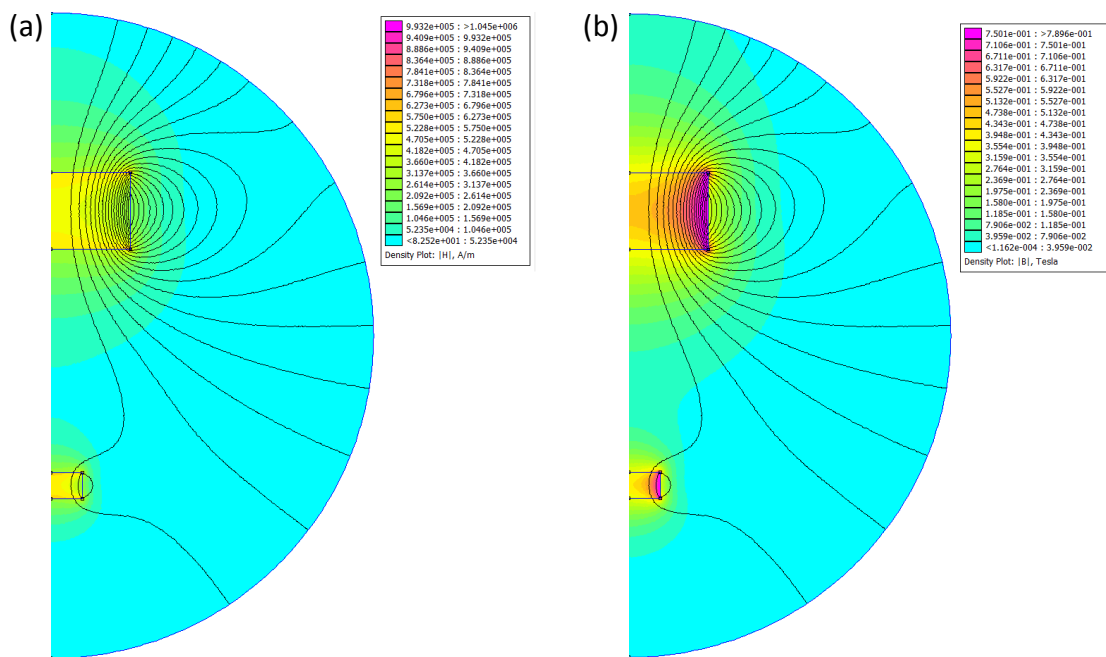 (a)
9.932e+005 : >1.045e+006
9.409e+005 : 9.932e+005
8.886e+005 : 9.409e+005
8.364e+005 : 8.886e+005
7.841e+005 : 8.364e+005
7.318e+005 : 7.841e+005
6.796e+005 : 7.318e+005
6.273e+005 : 6.796e+005
5.750e+005 : 6.273e+005
5.228e+005 : 5.750e+005
4.705e+005 : 5.228e+005
4.182e+005 : 4.705e+005
3.660e+005 : 4.182e+005
3.137e+005 : 3.660e+005
2.614e+005 : 3.137e+005
2.092e+005 : 2.614e+005
1.569e+005 : 2.092e+005
1.046e+005 : 1.569e+005
5.235e+004 : 1.046e+005
<8.252e+001 : 5.235e+004
Density Plot: |H|, A/m
(b)
7.501e-001 : >7.896e-001
7.106e-001 : 7.501e-001
6.711e-001 : 7.106e-001
6.317e-001 : 6.711e-001
5.922e-001 : 6.317e-001
5.527e-001 : 5.922e-001
5.132e-001 : 5.527e-001
4.738e-001 : 5.132e-001
4.343e-001 : 4.738e-001
3.948e-001 : 4.343e-001
3.554e-001 : 3.948e-001
3.159e-001 : 3.554e-001
2.764e-001 : 3.159e-001
2.369e-001 : 2.764e-001
1.975e-001 : 2.369e-001
1.580e-001 : 1.975e-001
1.185e-001 : 1.580e-001
7.906e-002 : 1.185e-001
3.959e-002 : 7.906e-002
<1.162e-004 : 3.959e-002
Density Plot: |B|, Tesla